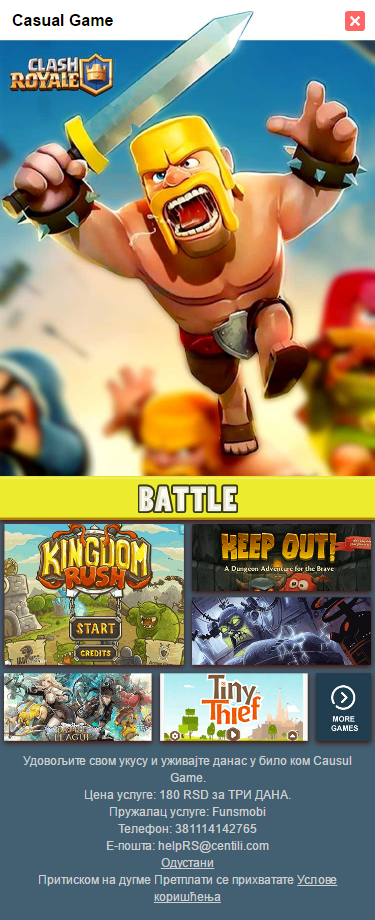 Casual Game
CLASH
ROYALE
BATTLE
KINGDOM
RUSH
START
CREDITS
KEEP OUT!
A Dungeon Adventure for the Brave
LEAGUE
Tiny
Thief
MORE
GAMES
Удовољите свом укусу и уживајте данас у било ком Causul
Game.
Цена услуге: 180 RSD за ТРИ ДАНА.
Пружалац услуге: Funsmobi
Телефон: 381114142765
Е-пошта: helpRS@centili.com
Одустани
Притиском на дугме Претплати се прихватате Услове
коришћења